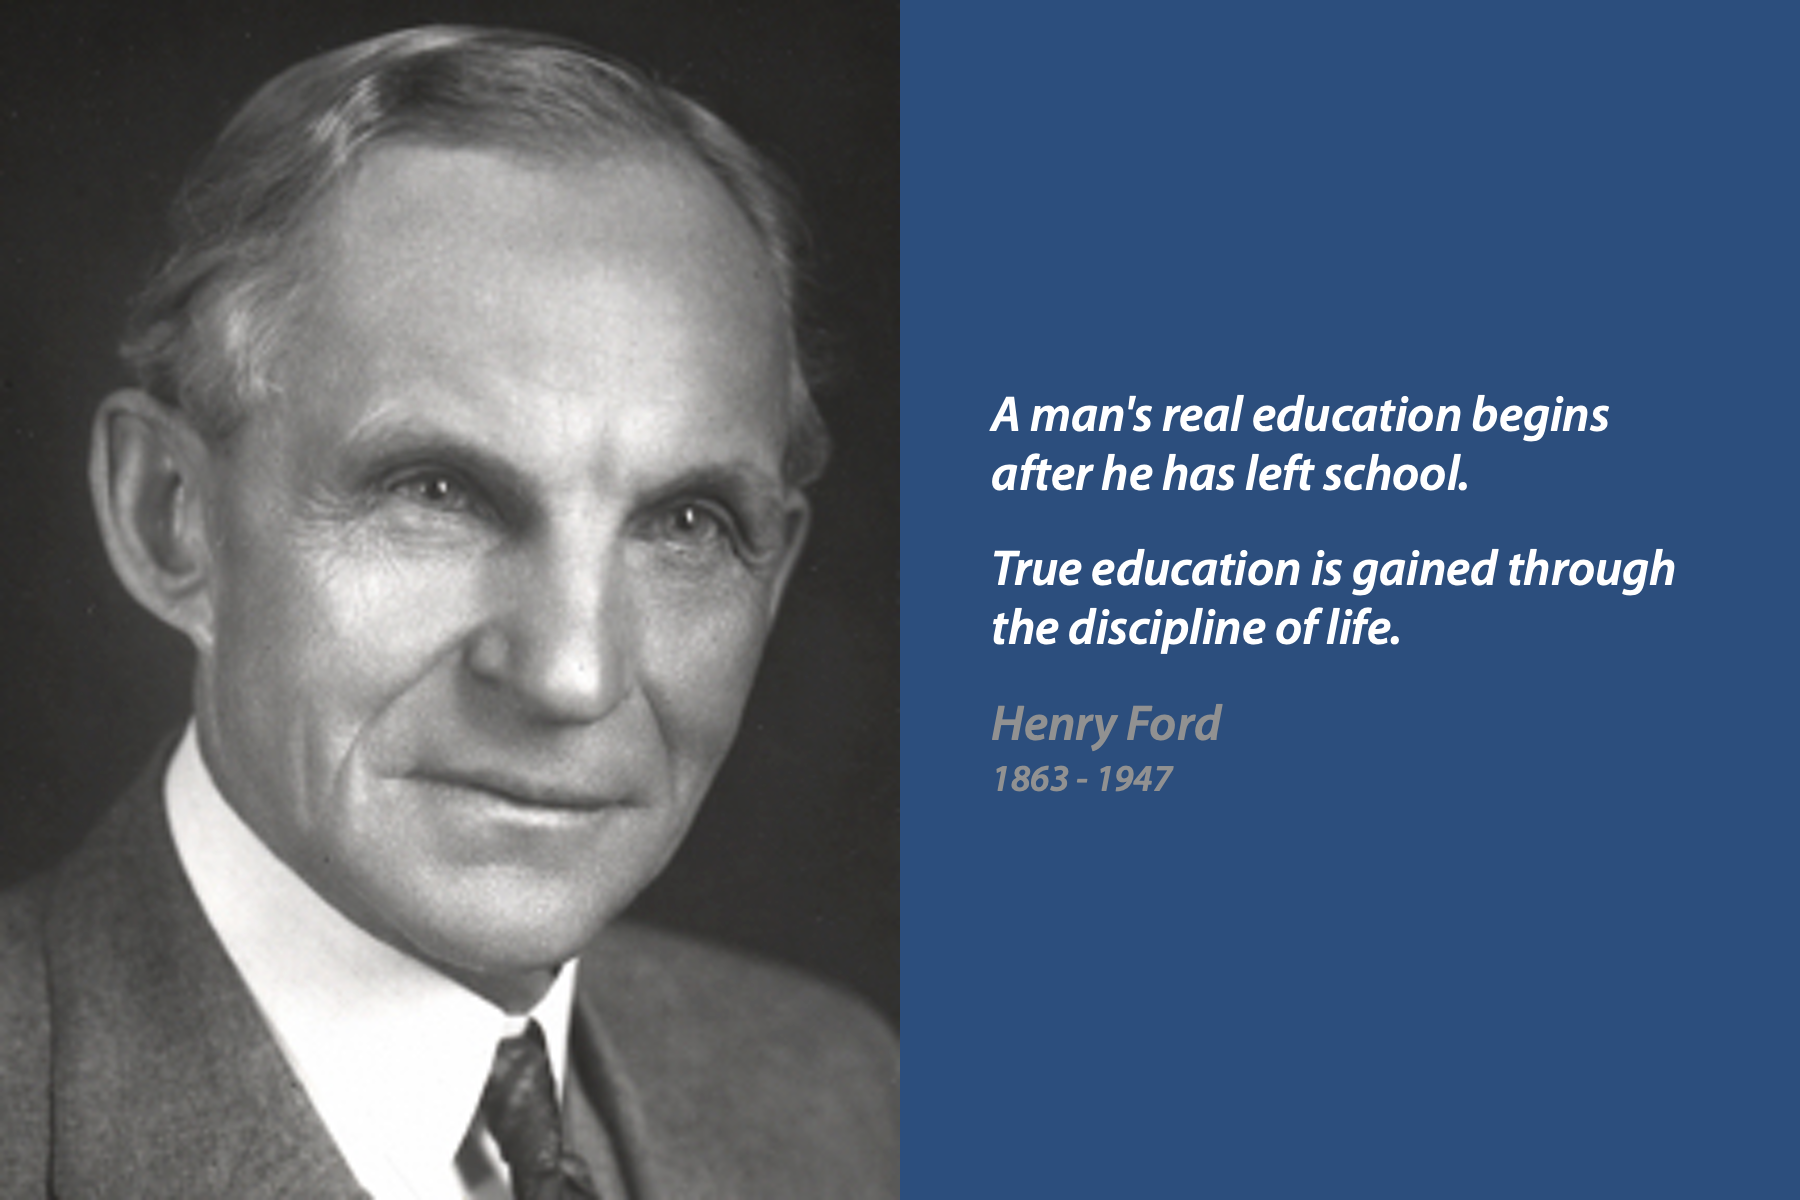 A man's real education begins
after he has left school.
True education is gained through
the discipline of life.
Henry Ford
1863 - 1947